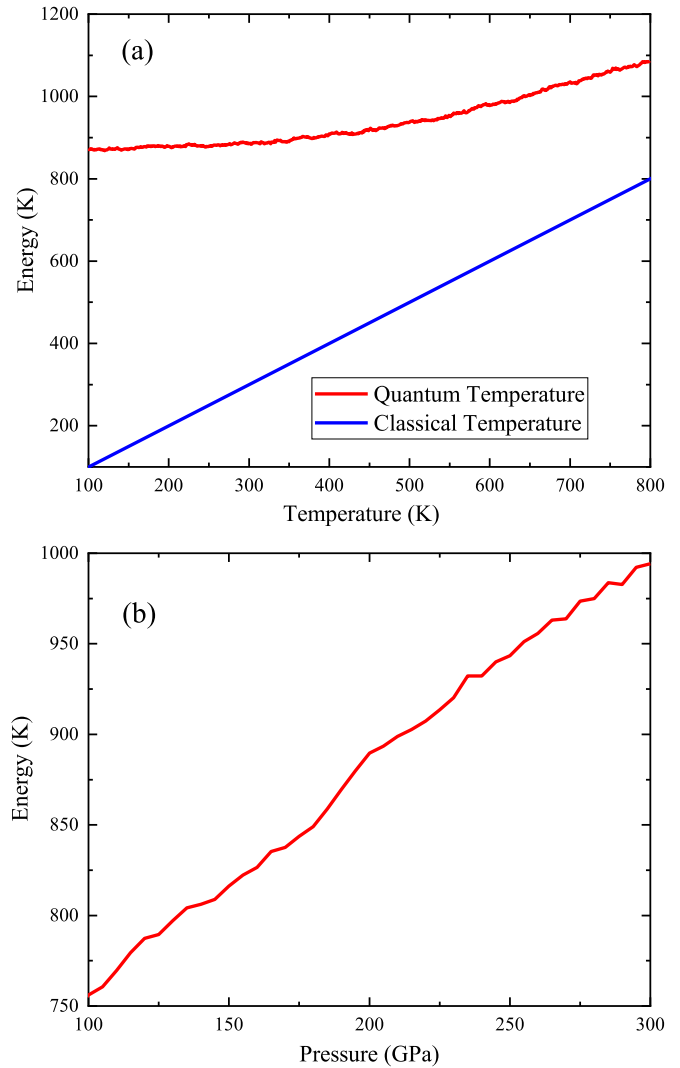 1200
(a)
1000
800
Energy (K)
600
400
Quantum Temperature
Classical Temperature
200
100 200 300 400 500 600 700 800
Temperature (K)
1000
(b)
950
900
Energy (K)
850
800
750
100 150 200 250 300
Pressure (GPa)